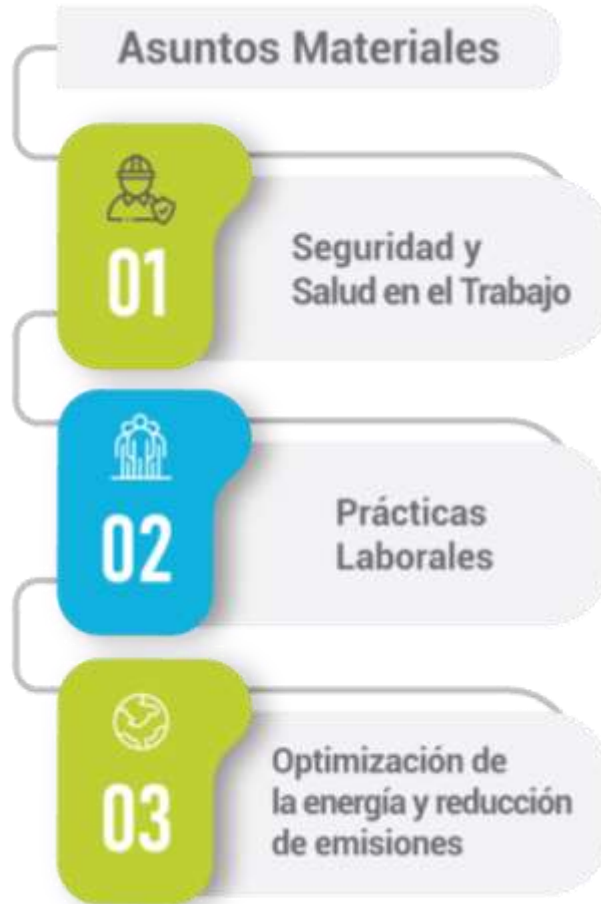 Asuntos Materiales
01
Seguridad y
Salud en el Trabajo
02
Prácticas
Laborales
03
Optimización de
la energía y reducción
de emisiones